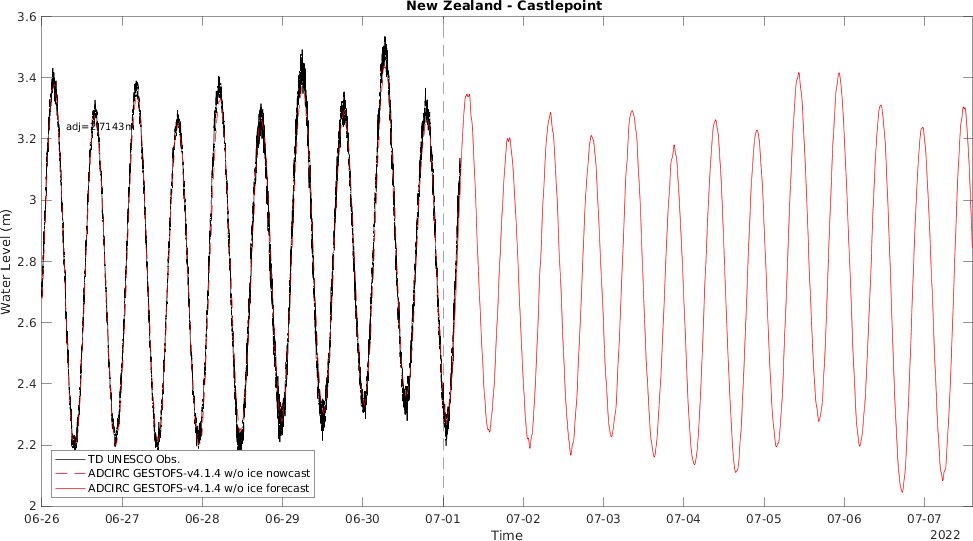 New Zealand - Castlepoint
3.6
3.4
3.2
3
2.8
2.6
2.4
2.2
2
Water Level (m)
adj=2.7143m
TD UNESCO Obs.
ADCIRC GESTOFS-v4.1.4 w/o ice nowcast
ADCIRC GESTOFS-v4.1.4 w/o ice forecast
06-26 06-27 06-28 06-29 06-30 07-01 07-02 07-03 07-04 07-05 07-06 07-07
Time
2022